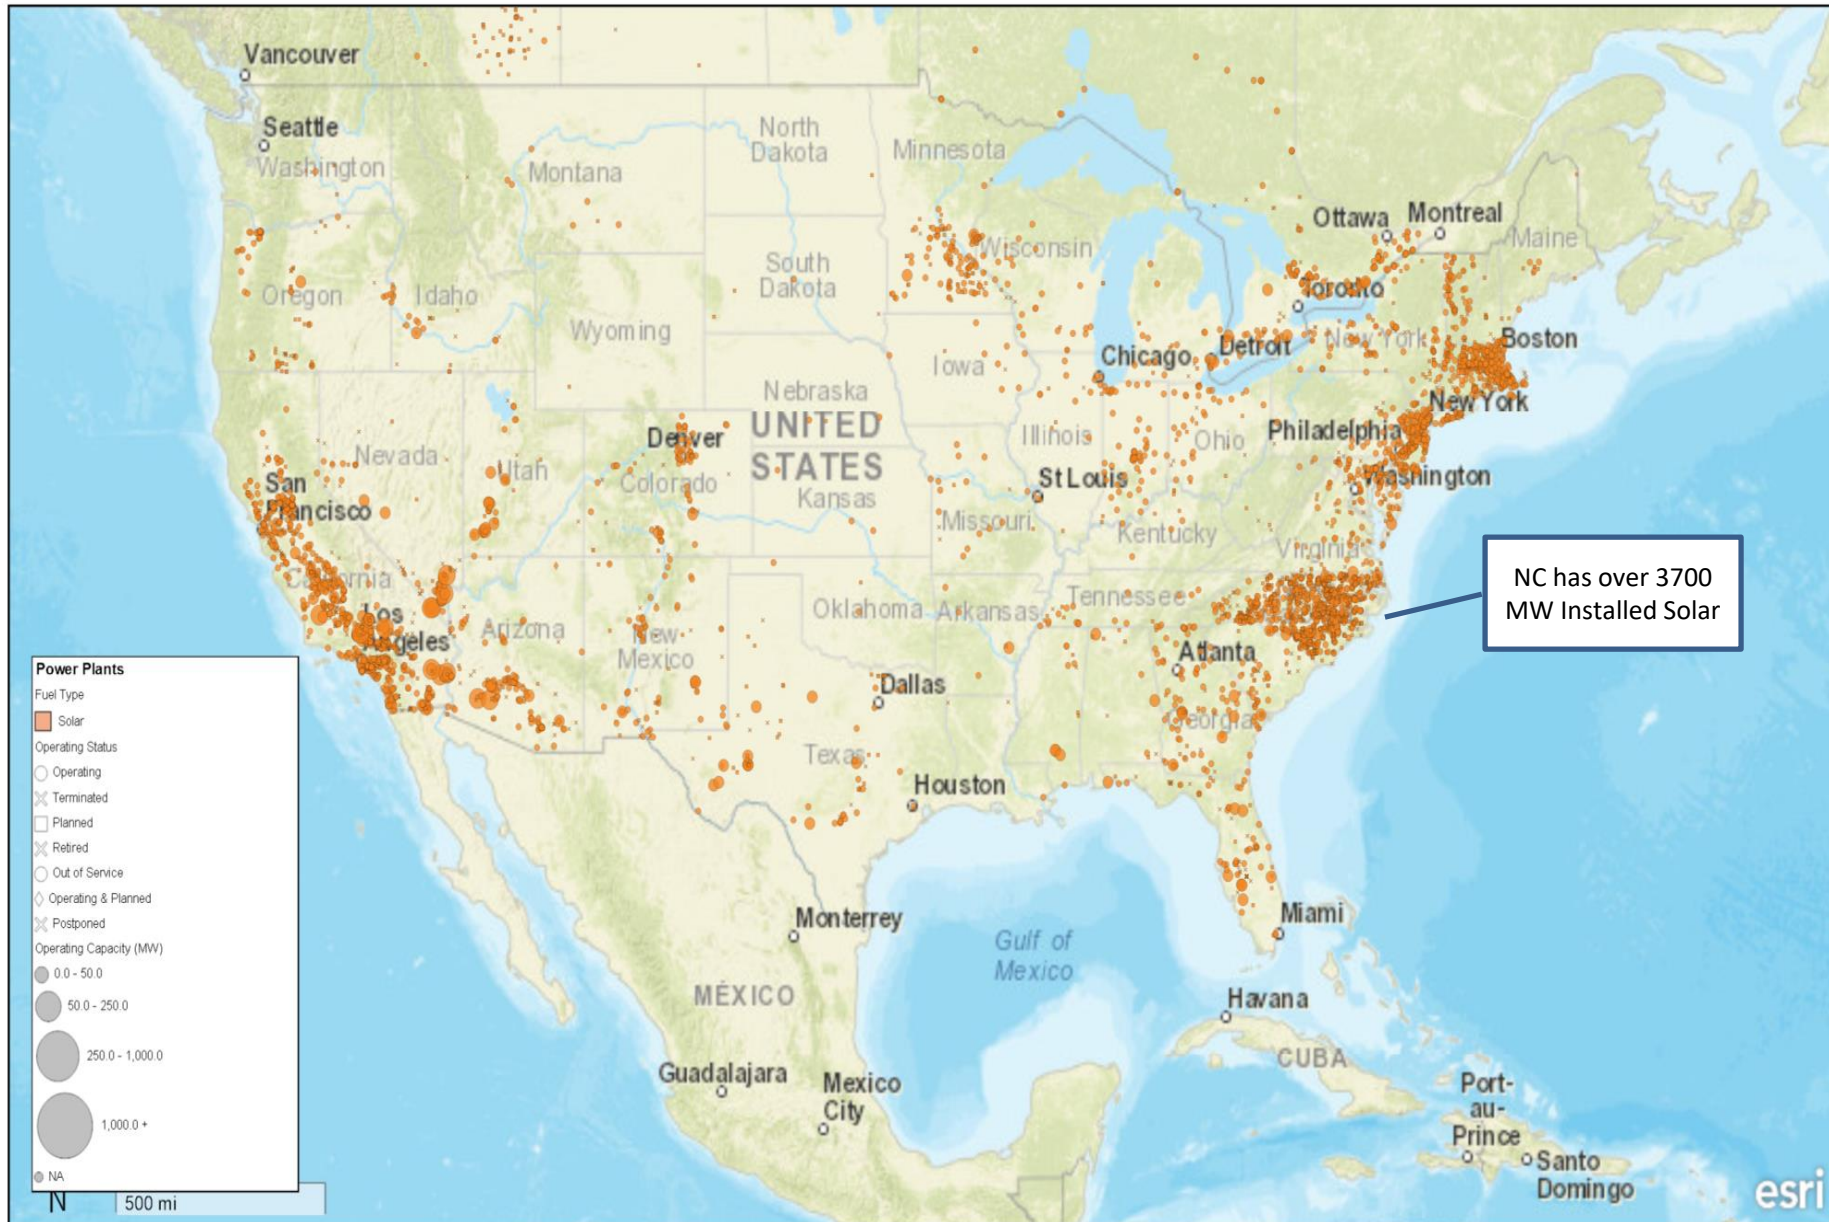 Vancouver
Seattle
Washington
Montana
North
Dakota
Minnesota
Ottawa
Montreal
Maine
Wisconsin
South
Dakota
Oregon
Idaho
Wyoming
Toronto
New York
Boston
Detroit
Chicago
Iowa
Nebraska
New York
UNITED
STATES
Denver
Nevada
Utah
Colorado
Kansas
Illinois
Ohio
Philadelphia
Washington
St Louis
Missouri
Kentucky
Virginia
San
Francisco
California
Los
Angeles
Arizona
New
Mexico
Oklahoma
Arkansas
Tennessee
NC has over 3700
MW Installed Solar
Atlanta
Georgia
Dallas
Texas
Houston
Power Plants
Fuel Type
Solar
Operating Status
Operating
Terminated
Planned
Retired
Out of Service
Operating & Planned
Postponed
Operating Capacity (MW)
0.0 - 50.0
50.0 - 250.0
250.0 - 1,000.0
1,000.0 +
NA
N
500 mi
Monterrey
Gulf of
Mexico
Miami
MÉXICO
Havana
CUBA
Guadalajara
Mexico
City
Port-
au-
Prince
Santo
Domingo
esri